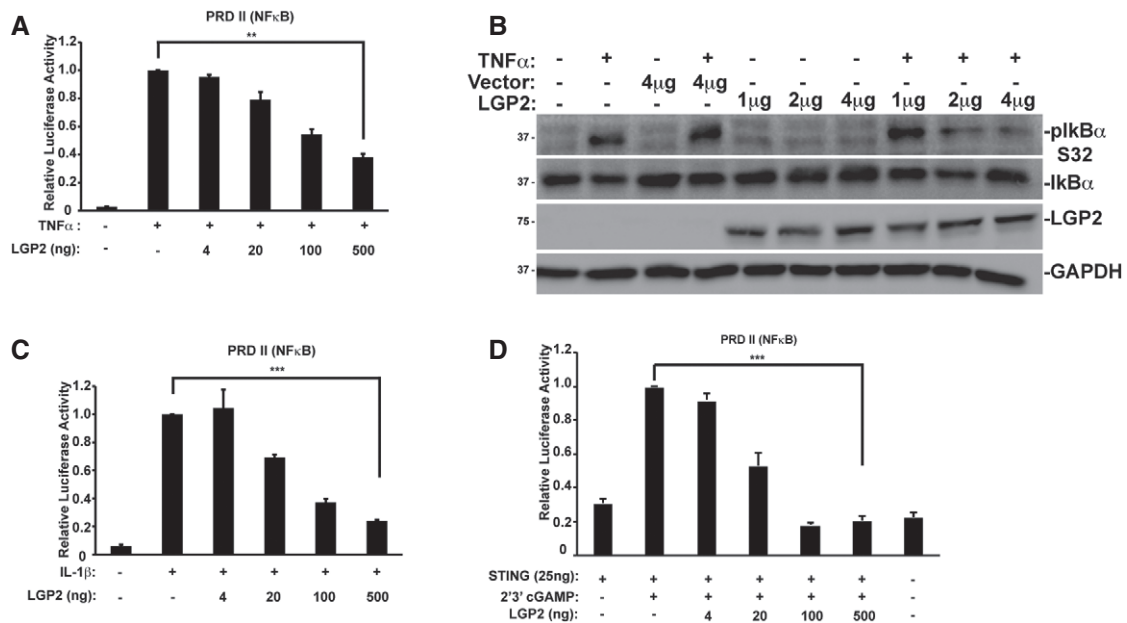 A
PRD II (NFκB)
**
Relative Luciferase Activity
1.2
1.0
0.8
0.6
0.4
0.2
0
TNFα : - + + + + +
LGP2 (ng): - - 4 20 100 500
B
TNFα: - + - + - - - + + +
Vector: - - 4μg 4μg - - - - - -
LGP2: - - - - 1μg 2μg 4μg 1μg 2μg 4μg
37 - -pIkBα
S32
37 - -IkBα
75 - -LGP2
37 - -GAPDH
C
PRD II (NFκB)
***
Relative Luciferase Activity
1.2
1.0
0.8
0.6
0.4
0.2
0
IL-1β: - + + + + +
LGP2 (ng): - - 4 20 100 500
D
PRD II (NFκB)
***
Relative Luciferase Activity
1.2
1.0
0.8
0.6
0.4
0.2
0
STING (25ng): + + + + + + -
2'3' cGAMP: - + + + + + -
LGP2 (ng): - - 4 20 100 500 -